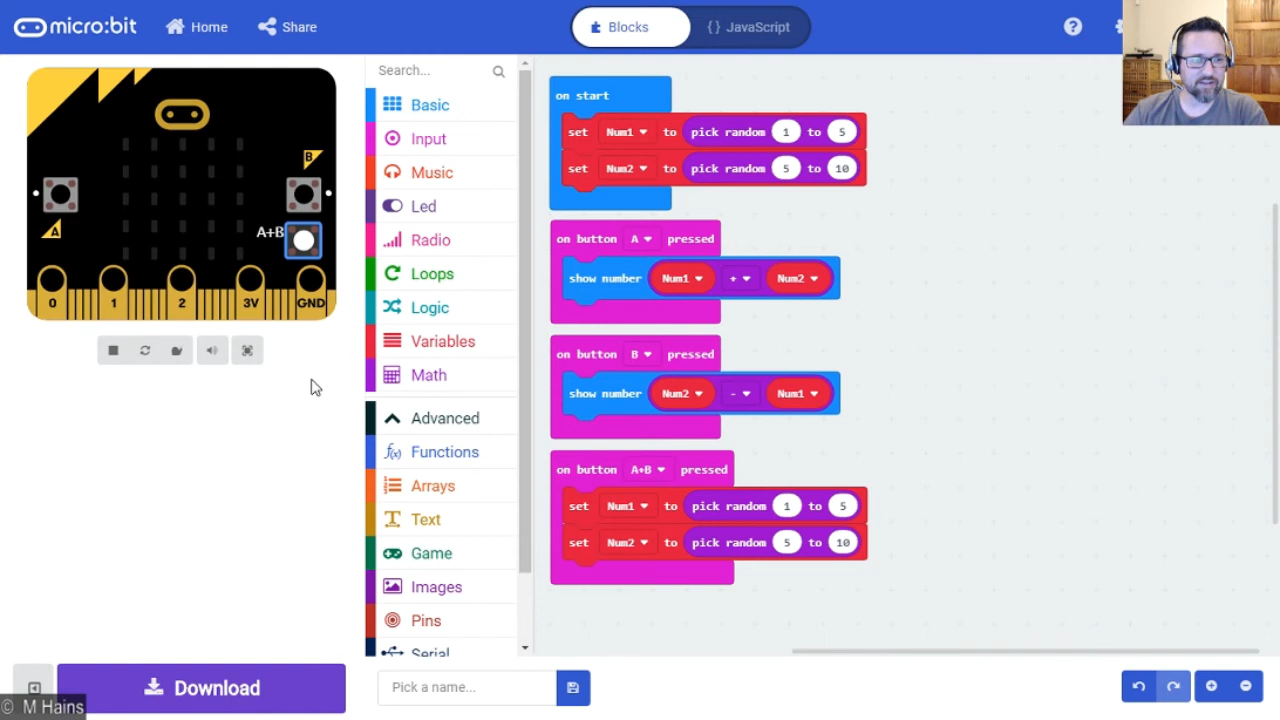 micro:bit Home Share Blocks {} JavaScript ?
Search...
Basic
Input
Music
Led
Radio
Loops
Logic
Variables
Math
Advanced
f(x) Functions
Arrays
Text
Game
Images
Pins
Serial
B
A
A+B
0 1 2 3V GND
on start
set Num1 to pick random 1 to 5
set Num2 to pick random 5 to 10
on button A pressed
show number Num1 + Num2
on button B pressed
show number Num2 - Num1
on button A+B pressed
set Num1 to pick random 1 to 5
set Num2 to pick random 5 to 10
Download
Pick a name...
© M Hains